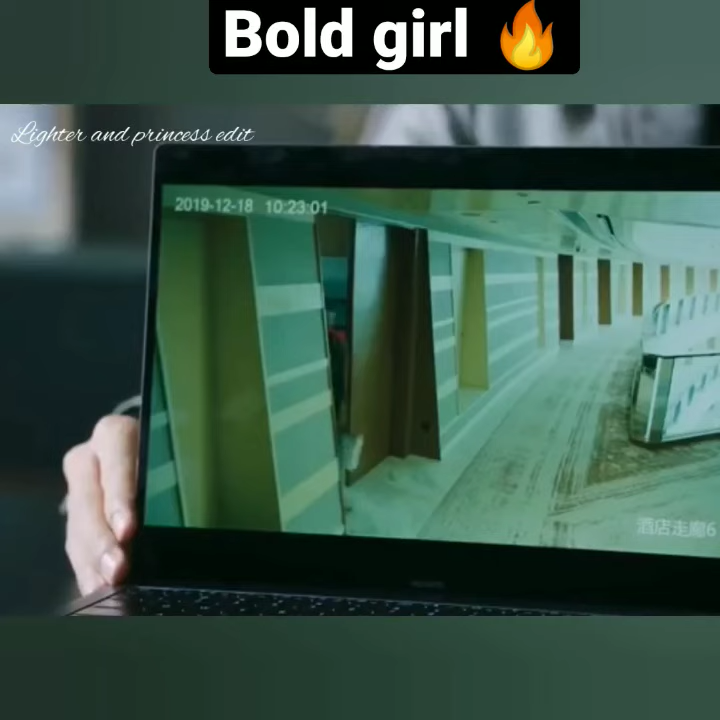 Bold girl 🔥
Lighter and princess edit
2019-12-18 10:23:01
酒店走廊6